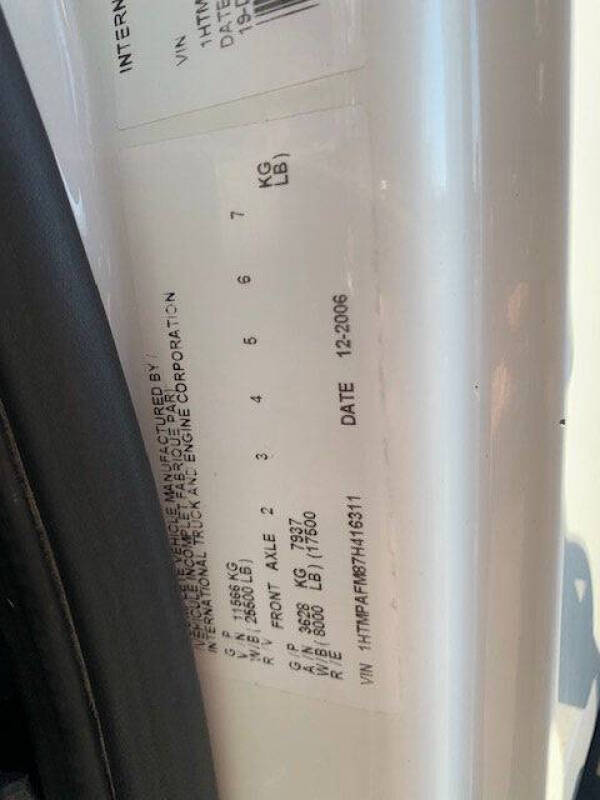 INTERN
VIN 1HTM
DATE
19-D
INCOMPLETE VEHICLE MANUFACTURED BY /
VEHICULE INCOMPLET FABRIQUE PAR:
INTERNATIONAL TRUCK AND ENGINE CORPORATION
G P 11566 KG
V / N
W/B ( 25500 LB)
R / V FRONT AXLE 2 3 4 5 6 7
G / P 3628 KG 7937 KG
A / N
W/B( 8000 LB) (17500 LB)
R / E
DATE 12-2006
VIN 1HTMPAFM87H416311